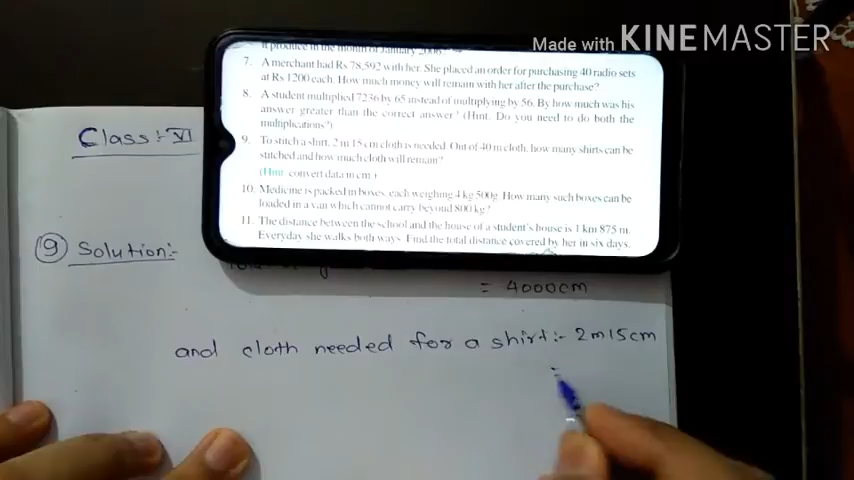 Made with KINEMASTER
it produce in the month of January 2006?
7. A merchant had Rs 78,592 with her. She placed an order for purchasing 40 radio sets
at Rs 1200 each. How much money will remain with her after the purchase?
8. A student multiplied 7236 by 65 instead of multiplying by 56. By how much was his
answer greater than the correct answer? (Hint: Do you need to do both the
multiplications?)
9. To stitch a shirt, 2 m 15 cm cloth is needed. Out of 40 m cloth, how many shirts can be
stitched and how much cloth will remain?
(Hint: convert data in cm.)
10. Medicine is packed in boxes, each weighing 4 kg 500g. How many such boxes can be
loaded in a van which cannot carry beyond 800 kg?
11. The distance between the school and the house of a student's house is 1 km 875 m.
Everyday she walks both ways. Find the total distance covered by her in six days.
Class:- VI
9 Solution:-
= 4000cm
and cloth needed for a shirt:- 2m15cm
=